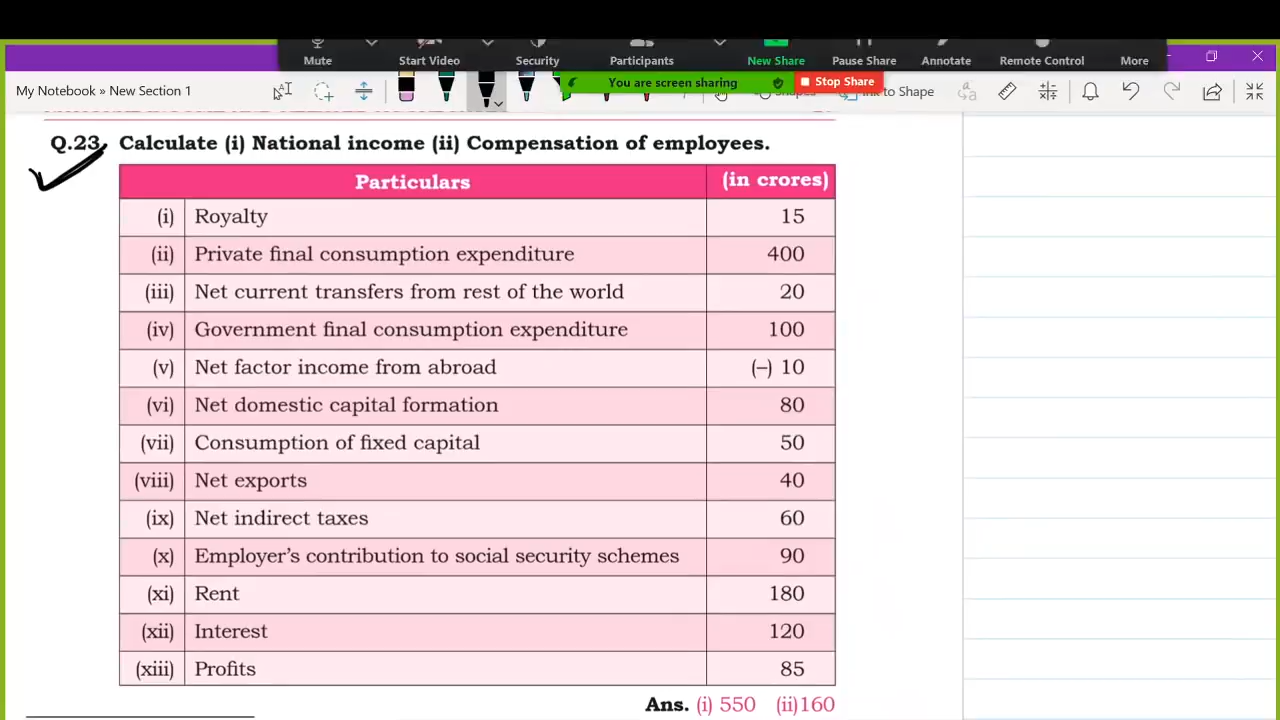 Mute
Start Video
Security
Participants
New Share
Pause Share
Annotate
Remote Control
More
My Notebook » New Section 1
You are screen sharing
Stop Share
to Shape
Q.23. Calculate (i) National income (ii) Compensation of employees.
Particulars (in crores)
(i) Royalty 15
(ii) Private final consumption expenditure 400
(iii) Net current transfers from rest of the world 20
(iv) Government final consumption expenditure 100
(v) Net factor income from abroad (–) 10
(vi) Net domestic capital formation 80
(vii) Consumption of fixed capital 50
(viii) Net exports 40
(ix) Net indirect taxes 60
(x) Employer’s contribution to social security schemes 90
(xi) Rent 180
(xii) Interest 120
(xiii) Profits 85
Ans. (i) 550 (ii)160